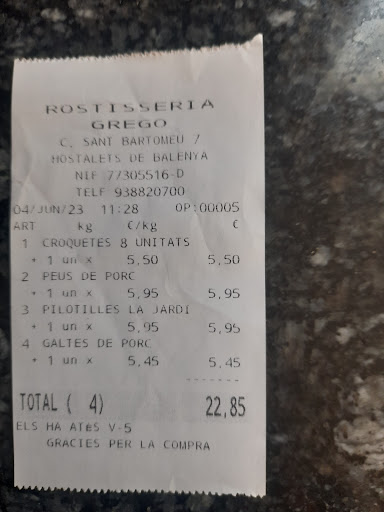 ROSTISSERIA
GREGO
C. SANT BARTOMEU 7
HOSTALETS DE BALENYA
NIF 77305516-D
TELF 938820700
04/JUN/23 11:28 OP:00005
ART kg €/kg €
1 CROQUETES 8 UNITATS
+ 1 un x 5,50 5,50
2 PEUS DE PORC
+ 1 un x 5,95 5,95
3 PILOTILLES LA JARDI
+ 1 un x 5,95 5,95
4 GALTES DE PORC
+ 1 un x 5,45 5,45
-------
TOTAL ( 4) 22,85
ELS HA ATéS V-5
GRACIES PER LA COMPRA